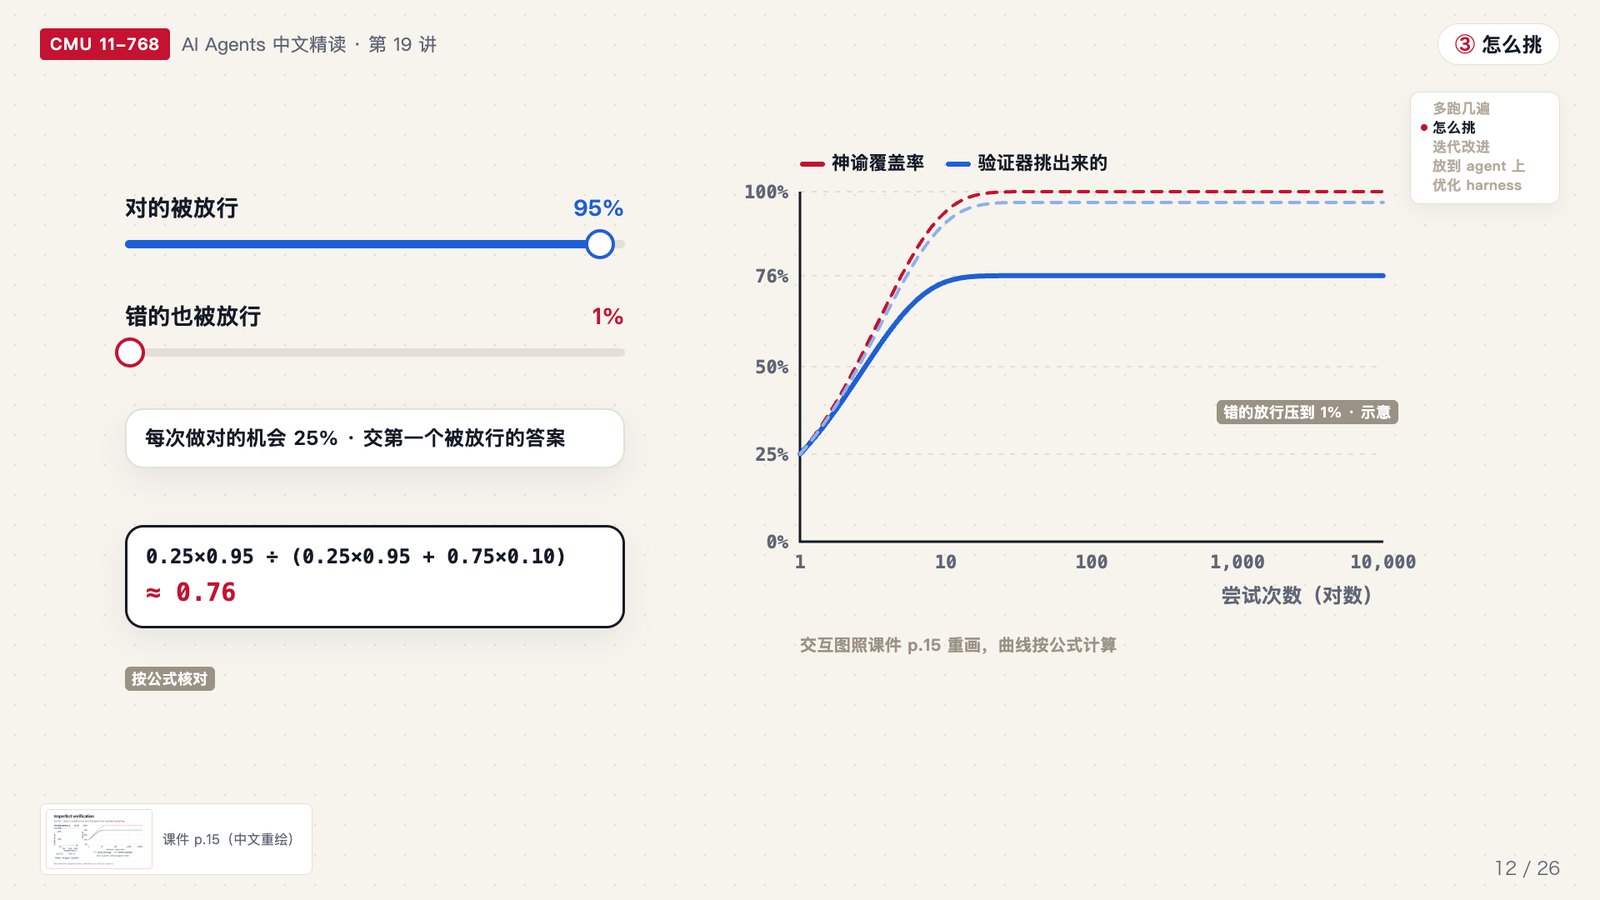 CMU 11–768 AI Agents 中文精读 · 第 19 讲
③ 怎么挑
多跑几遍
怎么挑
迭代改进
放到 agent 上
优化 harness
对的被放行 95%
错的也被放行 1%
每次做对的机会 25% · 交第一个被放行的答案
0.25×0.95 ÷ (0.25×0.95 + 0.75×0.10)
≈ 0.76
按公式核对
神谕覆盖率 验证器挑出来的
100%
76%
50%
25%
0%
错的放行压到 1% · 示意
1 10 100 1,000 10,000
尝试次数（对数）
交互图照课件 p.15 重画，曲线按公式计算
Imperfect verification
课件 p.15（中文重绘）
12 / 26